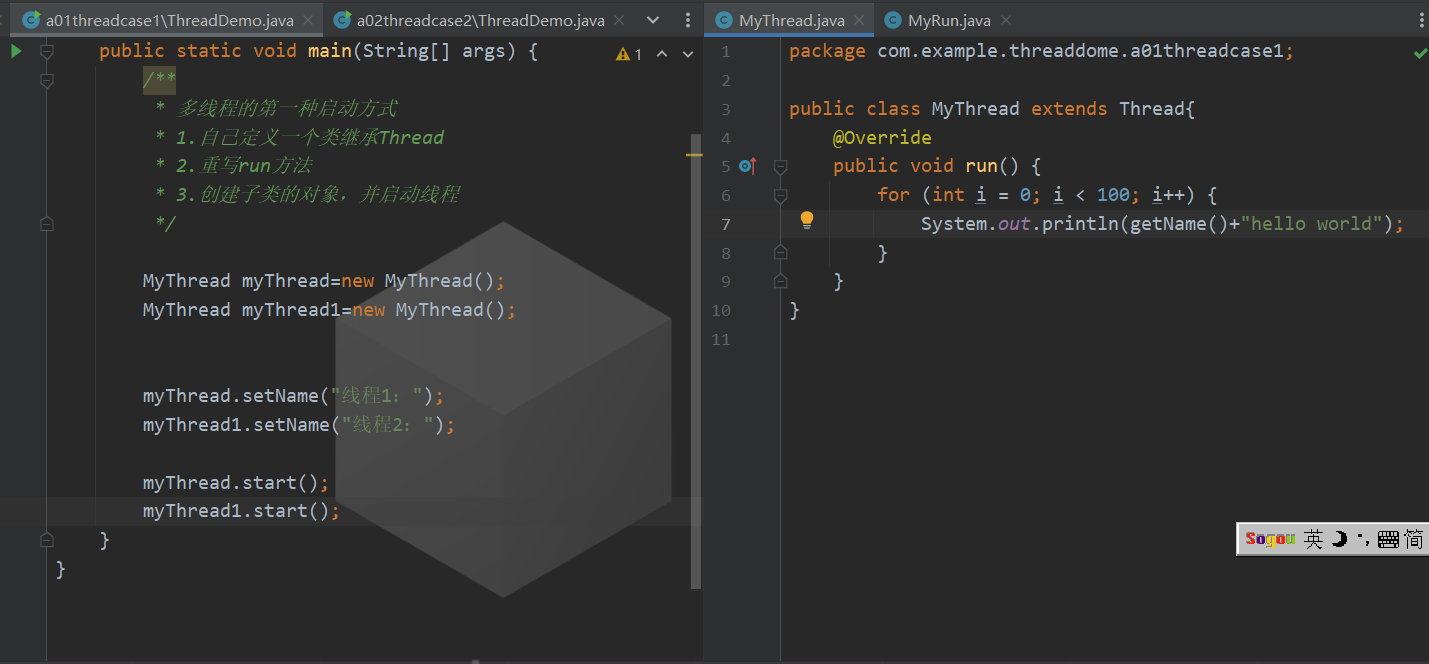 a01threadcase1\ThreadDemo.java
a02threadcase2\ThreadDemo.java
public static void main(String[] args) {
1
/**
* 多线程的第一种启动方式
* 1.自己定义一个类继承Thread
* 2.重写run方法
* 3.创建子类的对象，并启动线程
*/
MyThread myThread=new MyThread();
MyThread myThread1=new MyThread();
myThread.setName("线程1：");
myThread1.setName("线程2：");
myThread.start();
myThread1.start();
}
}
MyThread.java
MyRun.java
1 package com.example.threaddome.a01threadcase1;
2
3 public class MyThread extends Thread{
4 @Override
5 public void run() {
6 for (int i = 0; i < 100; i++) {
7 System.out.println(getName()+"hello world");
8 }
9 }
10 }
11
Sogou 英 简